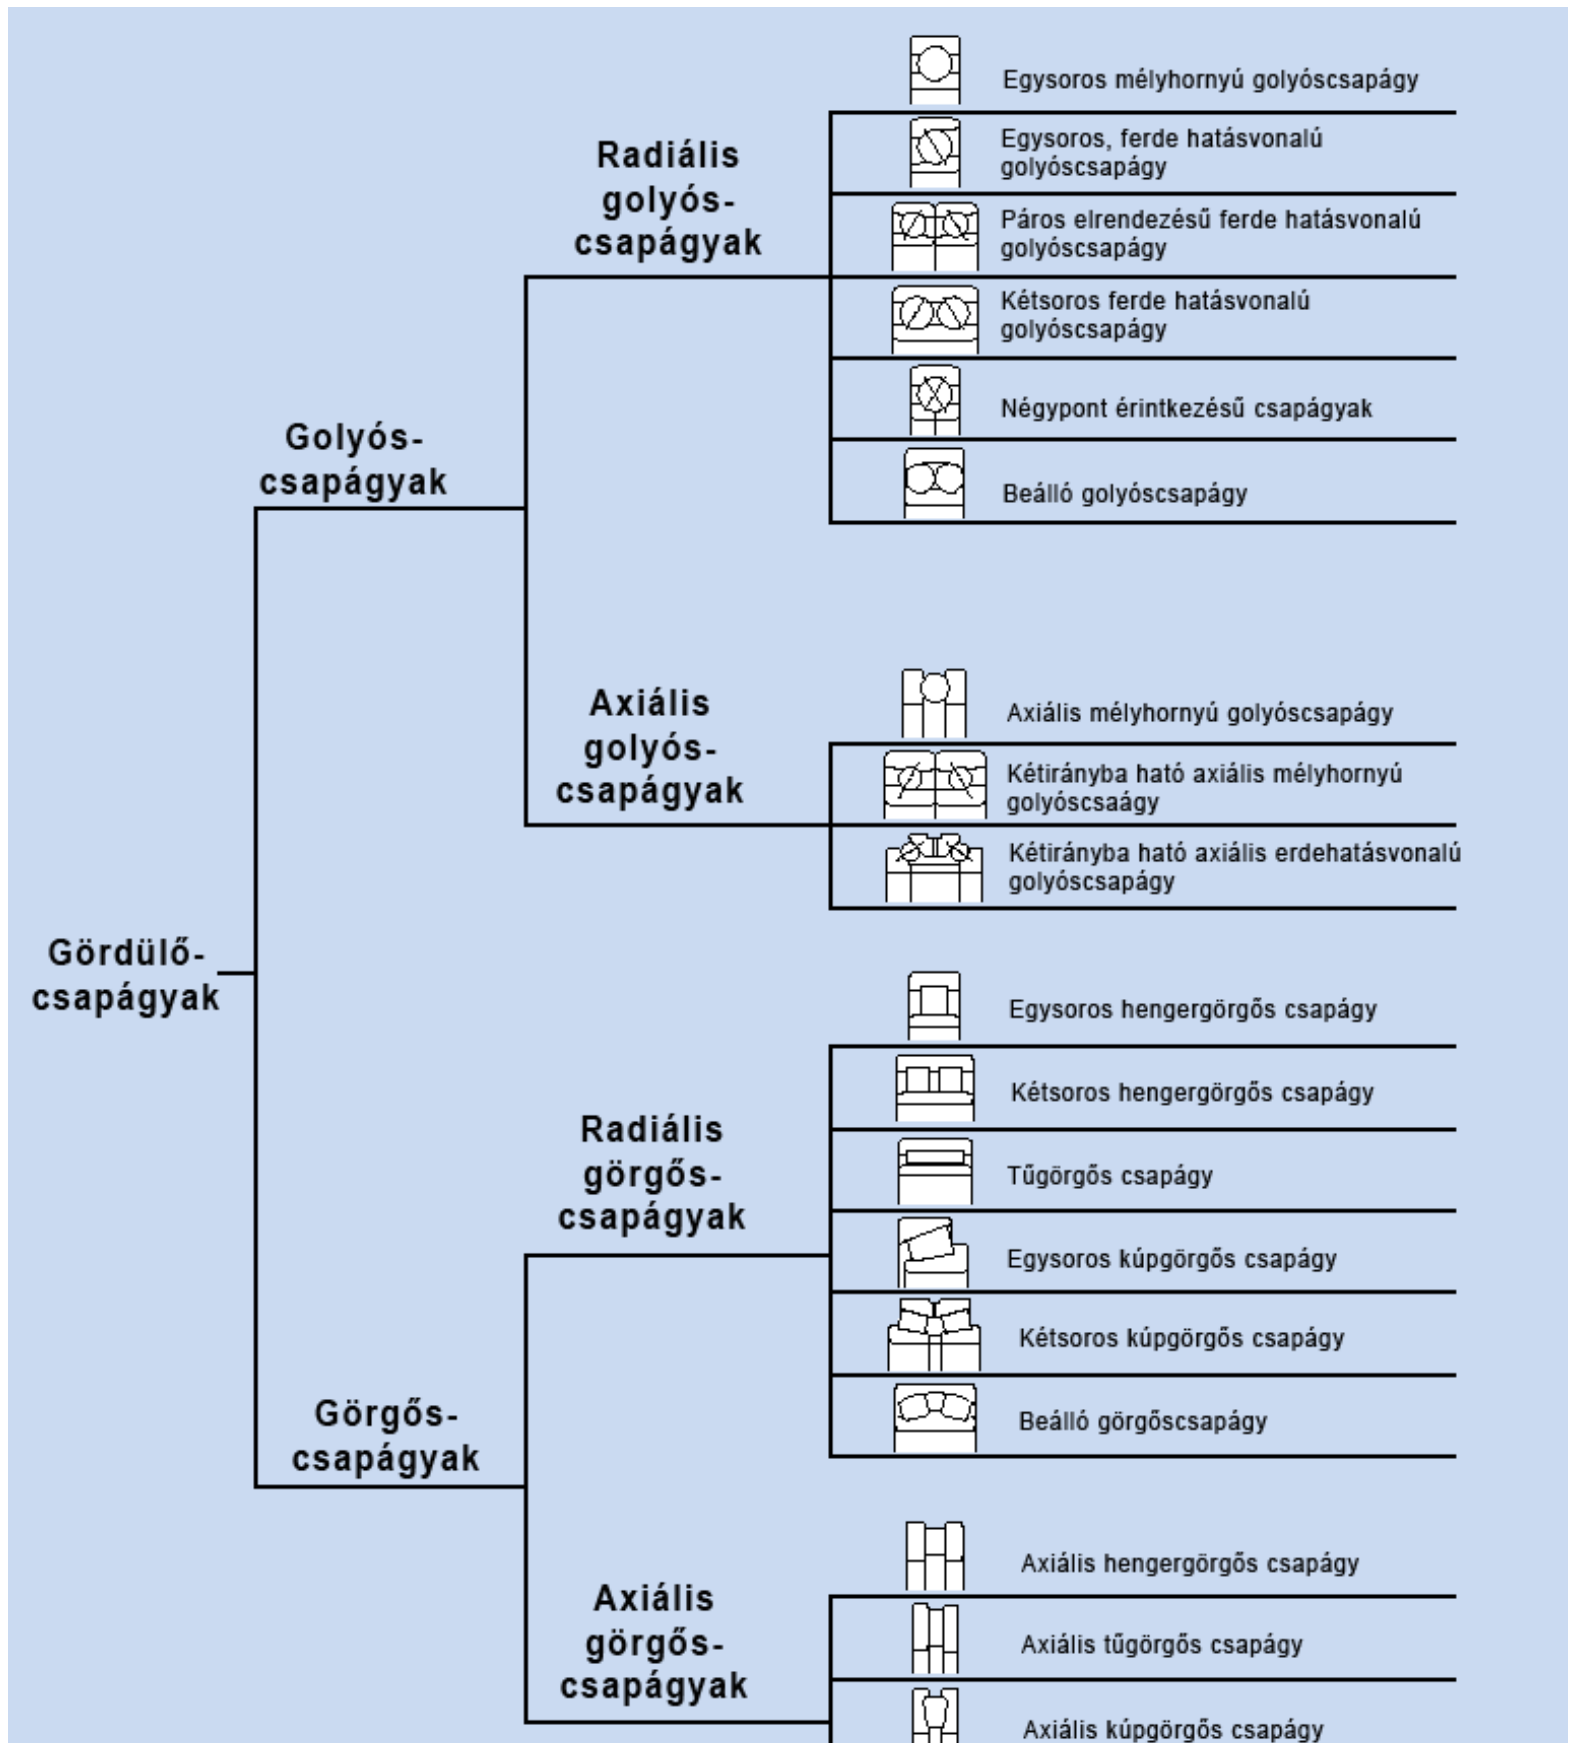 Gördülő-
csapágyak
Golyós-
csapágyak
Radiális
golyós-
csapágyak
Egysoros mélyhornyú golyóscsapágy
Egysoros, ferde hatásvonalú
golyóscsapágy
Páros elrendezésű ferde hatásvonalú
golyóscsapágy
Kétsoros ferde hatásvonalú
golyóscsapágy
Négypont érintkezésű csapágyak
Beálló golyóscsapágy
Axiális
golyós-
csapágyak
Axiális mélyhornyú golyóscsapágy
Kétirányba ható axiális mélyhornyú
golyóscsaágy
Kétirányba ható axiális erdehatásvonalú
golyóscsapágy
Görgős-
csapágyak
Radiális
görgős-
csapágyak
Egysoros hengergörgős csapágy
Kétsoros hengergörgős csapágy
Tűgörgős csapágy
Egysoros kúpgörgős csapágy
Kétsoros kúpgörgős csapágy
Beálló görgőscsapágy
Axiális
görgős-
csapágyak
Axiális hengergörgős csapágy
Axiális tűgörgős csapágy
Axiális kúpgörgős csapágy